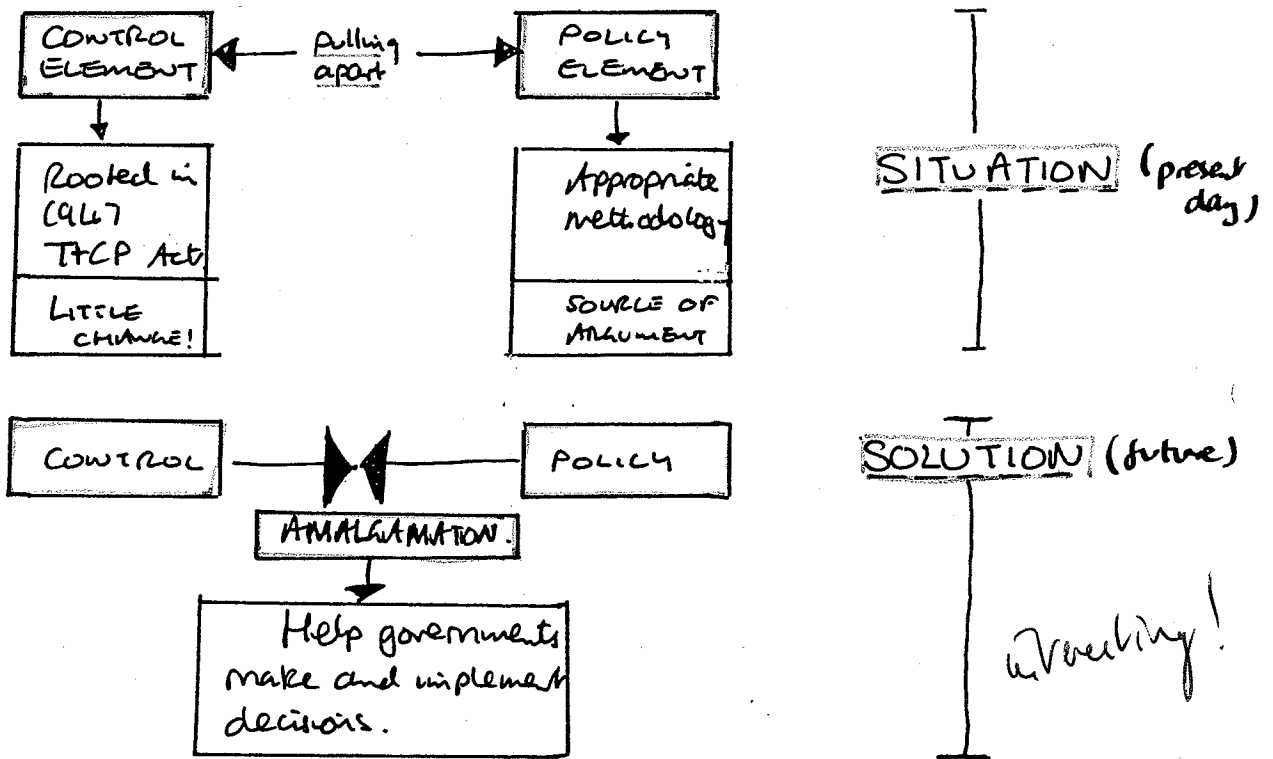 CONTROL
ELEMENT
pulling
apart
POLICY
ELEMENT
Rooted in
1947
T+CP Act
LITTLE
CHANGE!
Appropriate
methodology
SOURCE OF
ARGUMENT
SITUATION (present
day)
CONTROL
POLICY
AMALGAMATION.
Help governments
make and implement
decisions.
SOLUTION (future)
interesting!